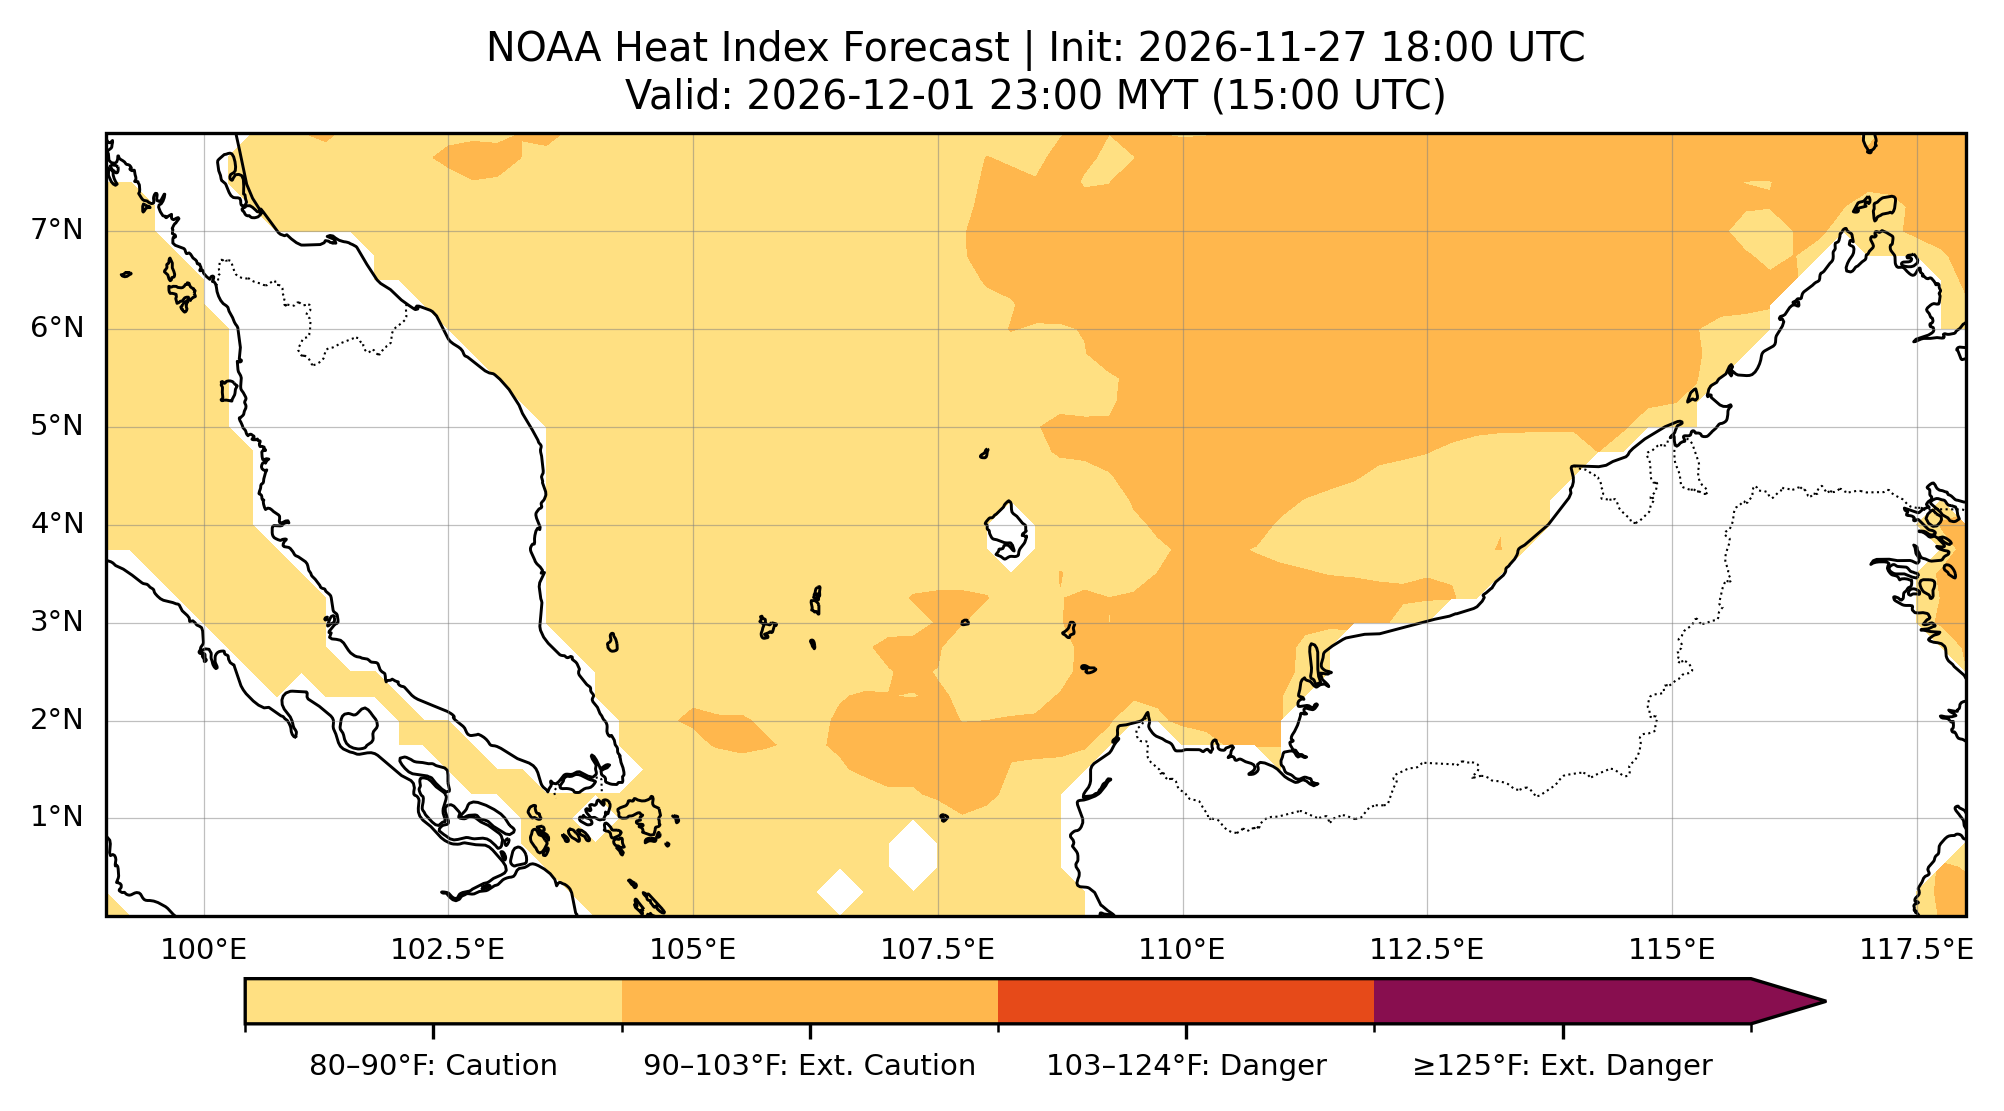 NOAA Heat Index Forecast | Init: 2026-11-27 18:00 UTC
Valid: 2026-12-01 23:00 MYT (15:00 UTC)
7°N
6°N
5°N
4°N
3°N
2°N
1°N
100°E 102.5°E 105°E 107.5°E 110°E 112.5°E 115°E 117.5°E
80–90°F: Caution 90–103°F: Ext. Caution 103–124°F: Danger ≥125°F: Ext. Danger